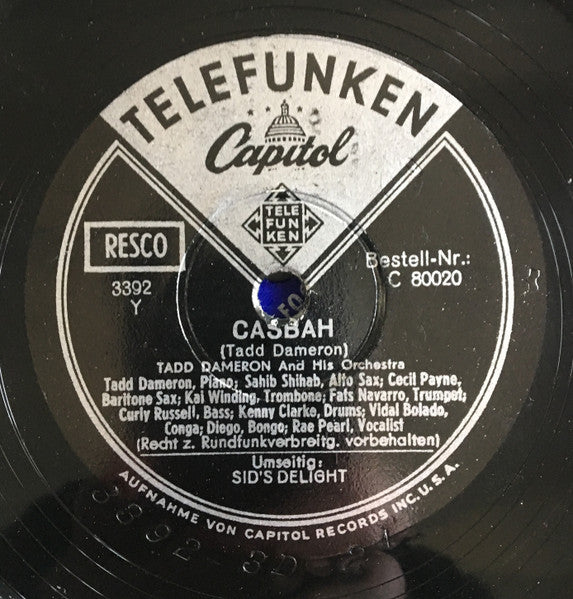 TELEFUNKEN
Capitol
TELE
FUN
KEN
RESCO
3392
Y
Bestell-Nr.:
C 80020
R
CASBAH
(Tadd Dameron)
TADD DAMERON And His Orchestra
Tadd Dameron, Piano; Sahib Shihab, Alto Sax; Cecil Payne,
Baritone Sax; Kai Winding, Trombone; Fats Navarro, Trumpet;
Curly Russell, Bass; Kenny Clarke, Drums; Vidal Bolado,
Conga; Diego, Bongo; Rae Pearl, Vocalist
(Recht z. Rundfunkverbreitg. vorbehalten)
Umseitig:
SID'S DELIGHT
AUFNAHME VON CAPITOL RECORDS INC. U.S.A.